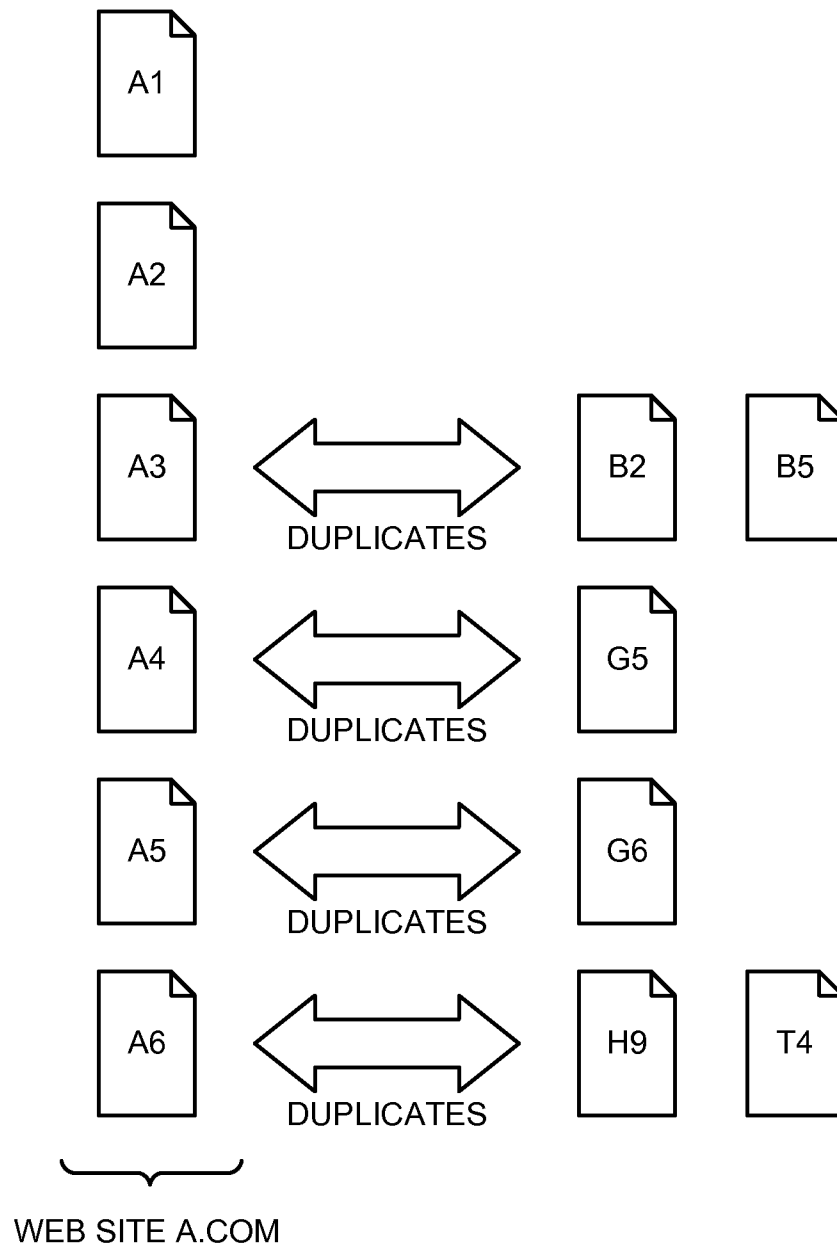 A1
A2
A3
B2
B5
DUPLICATES
A4
G5
DUPLICATES
A5
G6
DUPLICATES
A6
H9
T4
DUPLICATES
WEB SITE A.COM